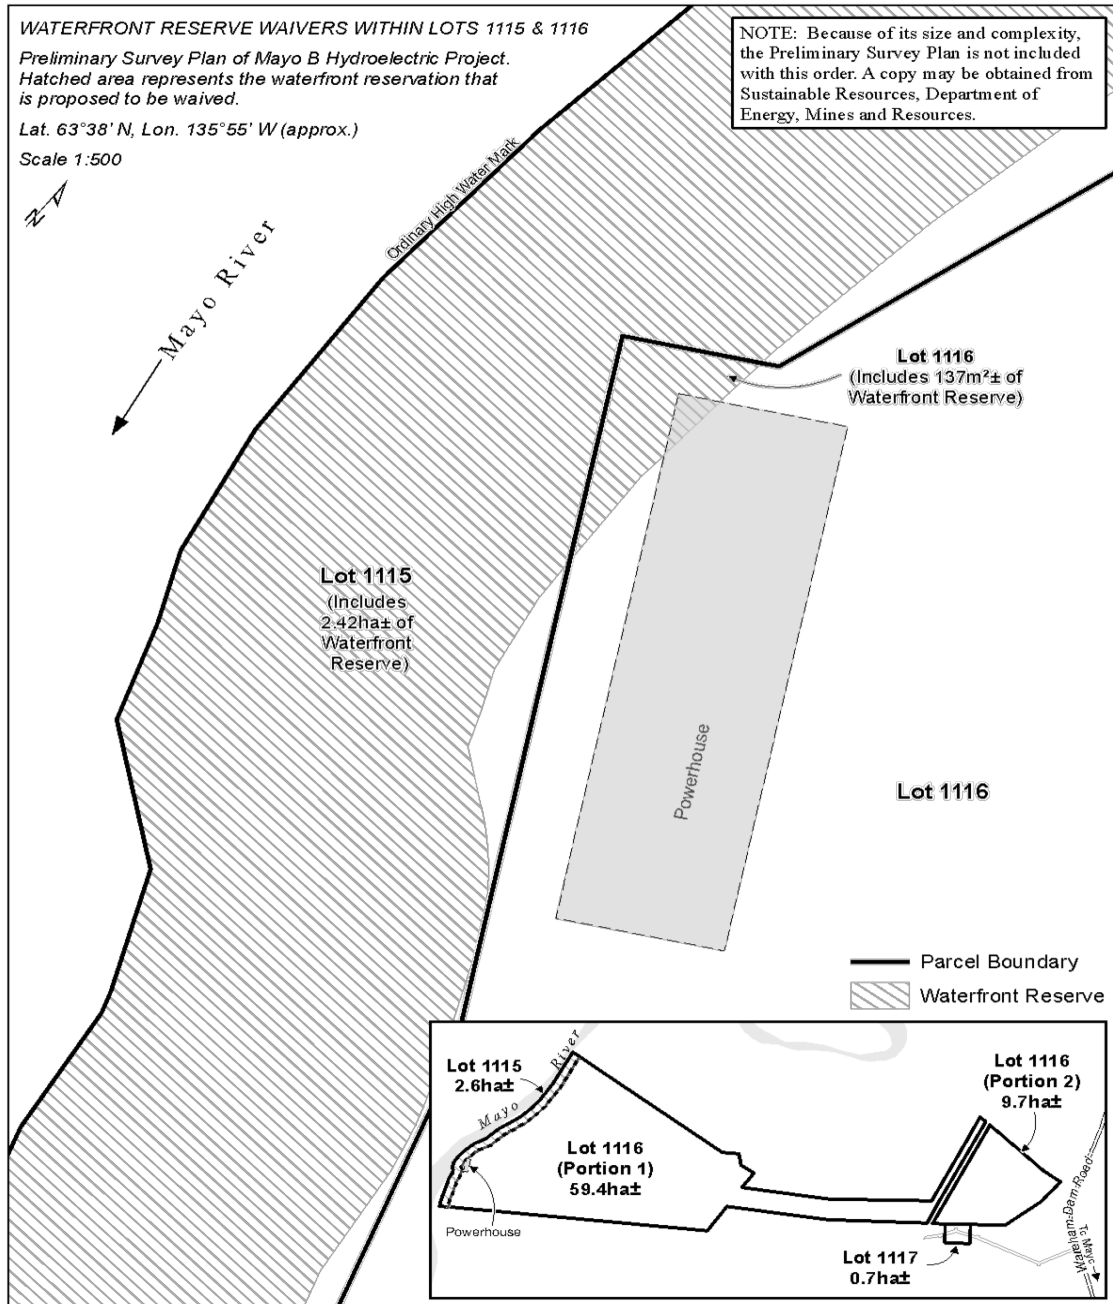 WATERFRONT RESERVE WAIVERS WITHIN LOTS 1115 & 1116
Preliminary Survey Plan of Mayo B Hydroelectric Project.
Hatched area represents the waterfront reservation that
is proposed to be waived.
Lat. 63°38' N, Lon. 135°55' W (approx.)
Scale 1:500
N
NOTE: Because of its size and complexity,
the Preliminary Survey Plan is not included
with this order. A copy may be obtained from
Sustainable Resources, Department of
Energy, Mines and Resources.
Ordinary High Water Mark
Mayo River
Lot 1116
(Includes 137m²± of
Waterfront Reserve)
Lot 1115
(Includes
2.42ha± of
Waterfront
Reserve)
Powerhouse
Lot 1116
Parcel Boundary
Waterfront Reserve
Lot 1115
2.6ha±
Mayo River
Lot 1116
(Portion 1)
59.4ha±
Powerhouse
Lot 1116
(Portion 2)
9.7ha±
Lot 1117
0.7ha±
Wareham Dam Road
To Mayo